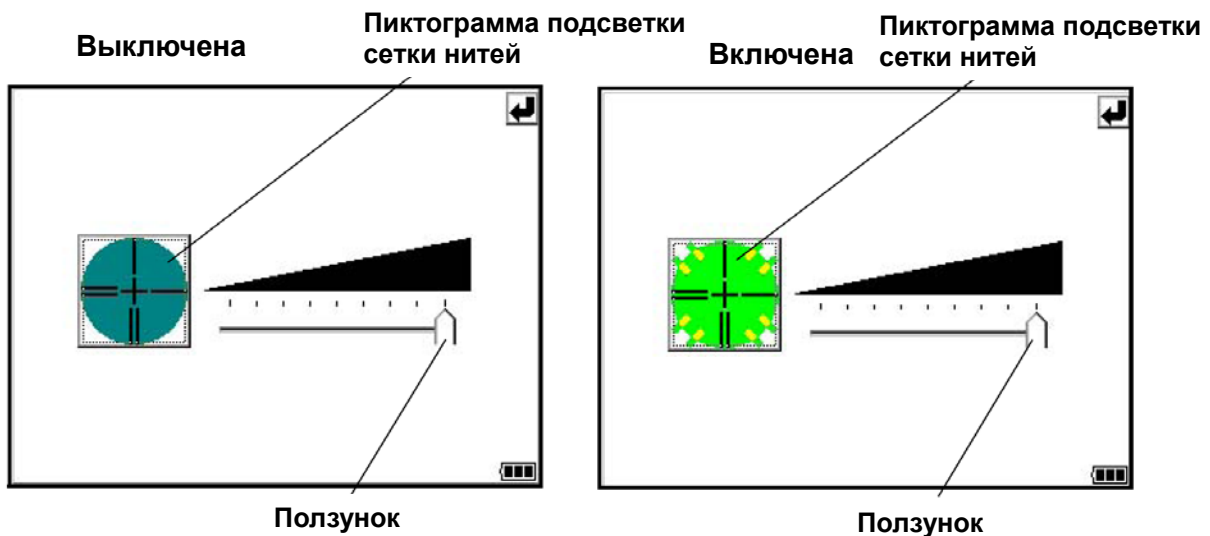 Выключена
Пиктограмма подсветки
сетки нитей
Включена
Пиктограмма подсветки
сетки нитей
Ползунок
Ползунок